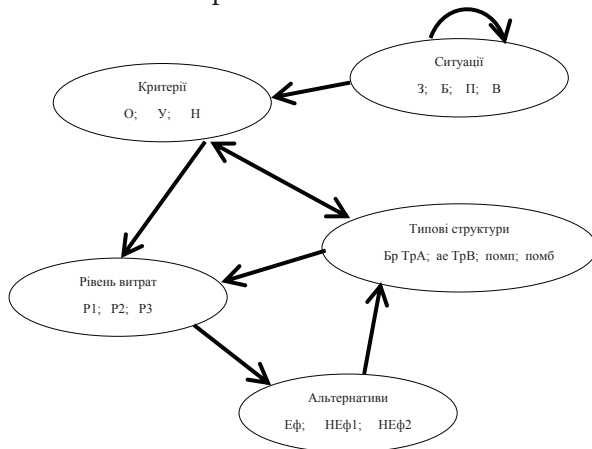 Ситуації
З; Б; П; В
Критерії
О; У; Н
Типові структури
Бр ТрА; ае ТрВ; помп; помб
Рівень витрат
Р1; Р2; Р3
Альтернативи
Еф; НЕф1; НЕф2